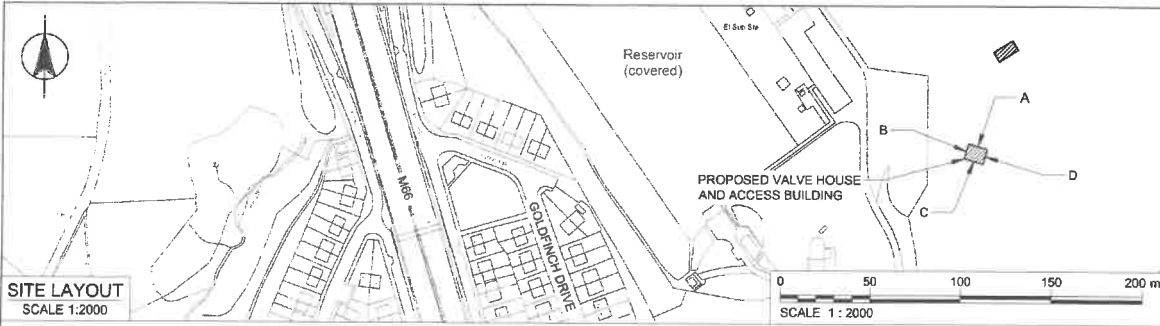 El Sub Sta
Reservoir
(covered)
A
B
PROPOSED VALVE HOUSE
AND ACCESS BUILDING
D
C
M66
GOLDFINCH DRIVE
SITE LAYOUT
SCALE 1:2000
0 50 100 150 200 m
SCALE 1 : 2000